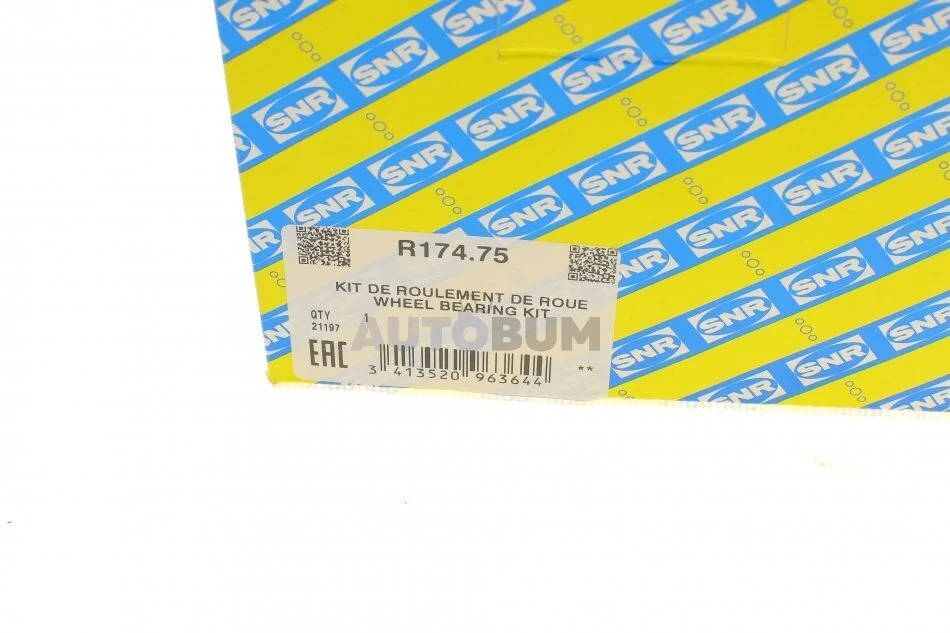 SNR
R174.75
KIT DE ROULEMENT DE ROUE
WHEEL BEARING KIT
QTY 1
21197
AUTOBUM
EAC
3 413520 963644 **